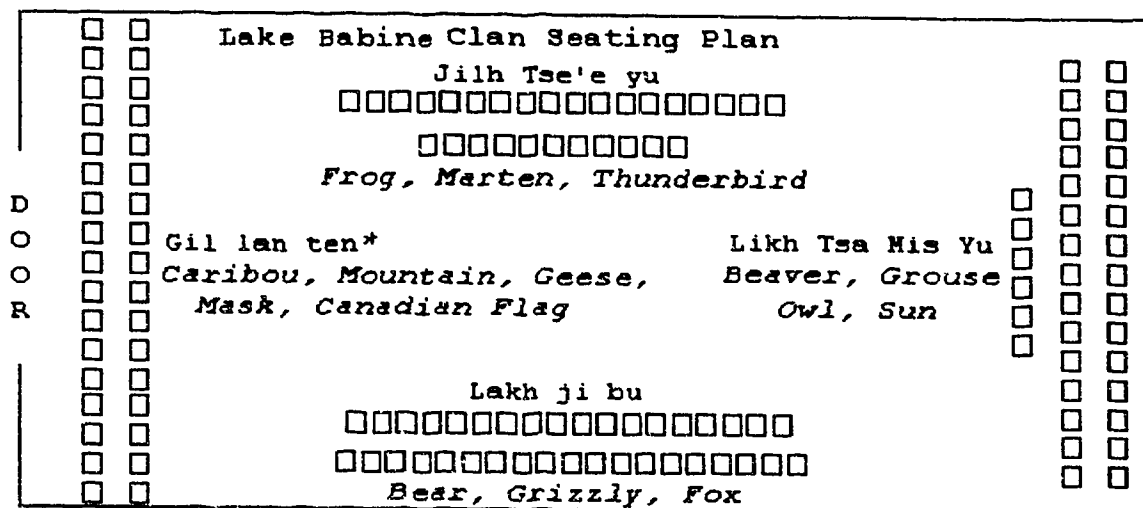 Lake Babine Clan Seating Plan
Jilh Tse'e yu
Frog, Marten, Thunderbird
DOOR
Gil lan ten*
Caribou, Mountain, Geese,
Mask, Canadian Flag
Likh Tsa Mis Yu
Beaver, Grouse
Owl, Sun
Lakh ji bu
Bear, Grizzly, Fox